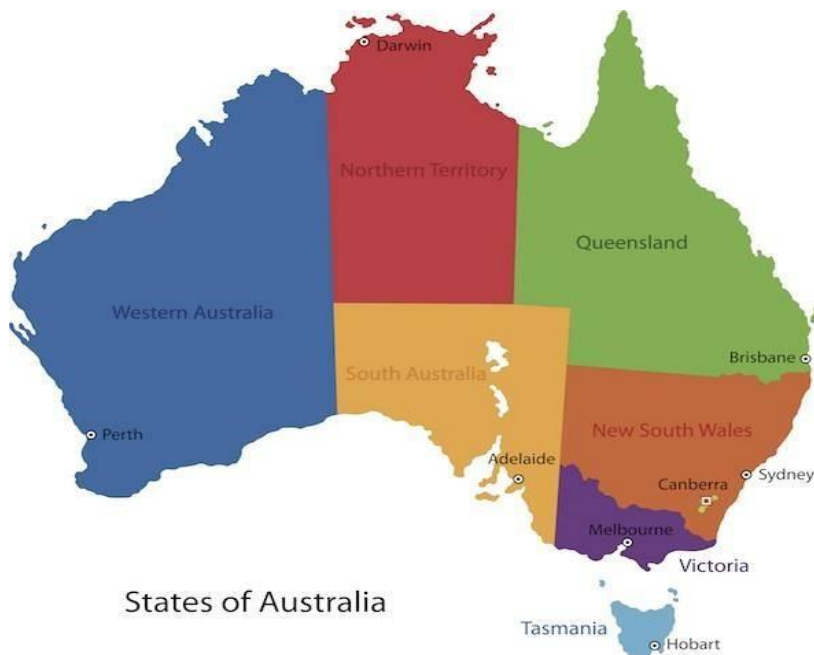 Darwin
Northern Territory
Queensland
Western Australia
South Australia
Brisbane
New South Wales
Perth
Adelaide
Sydney
Canberra
Melbourne
Victoria
States of Australia
Tasmania
Hobart